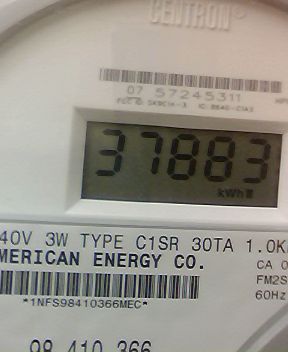 CENTRON®
07 57245311
37883
kWh
40V 3W TYPE C1SR 30TA 1.0K
MERICAN ENERGY CO.
CA 0
FM2S
60Hz
*1NFS98410366MEC*
98 410 366